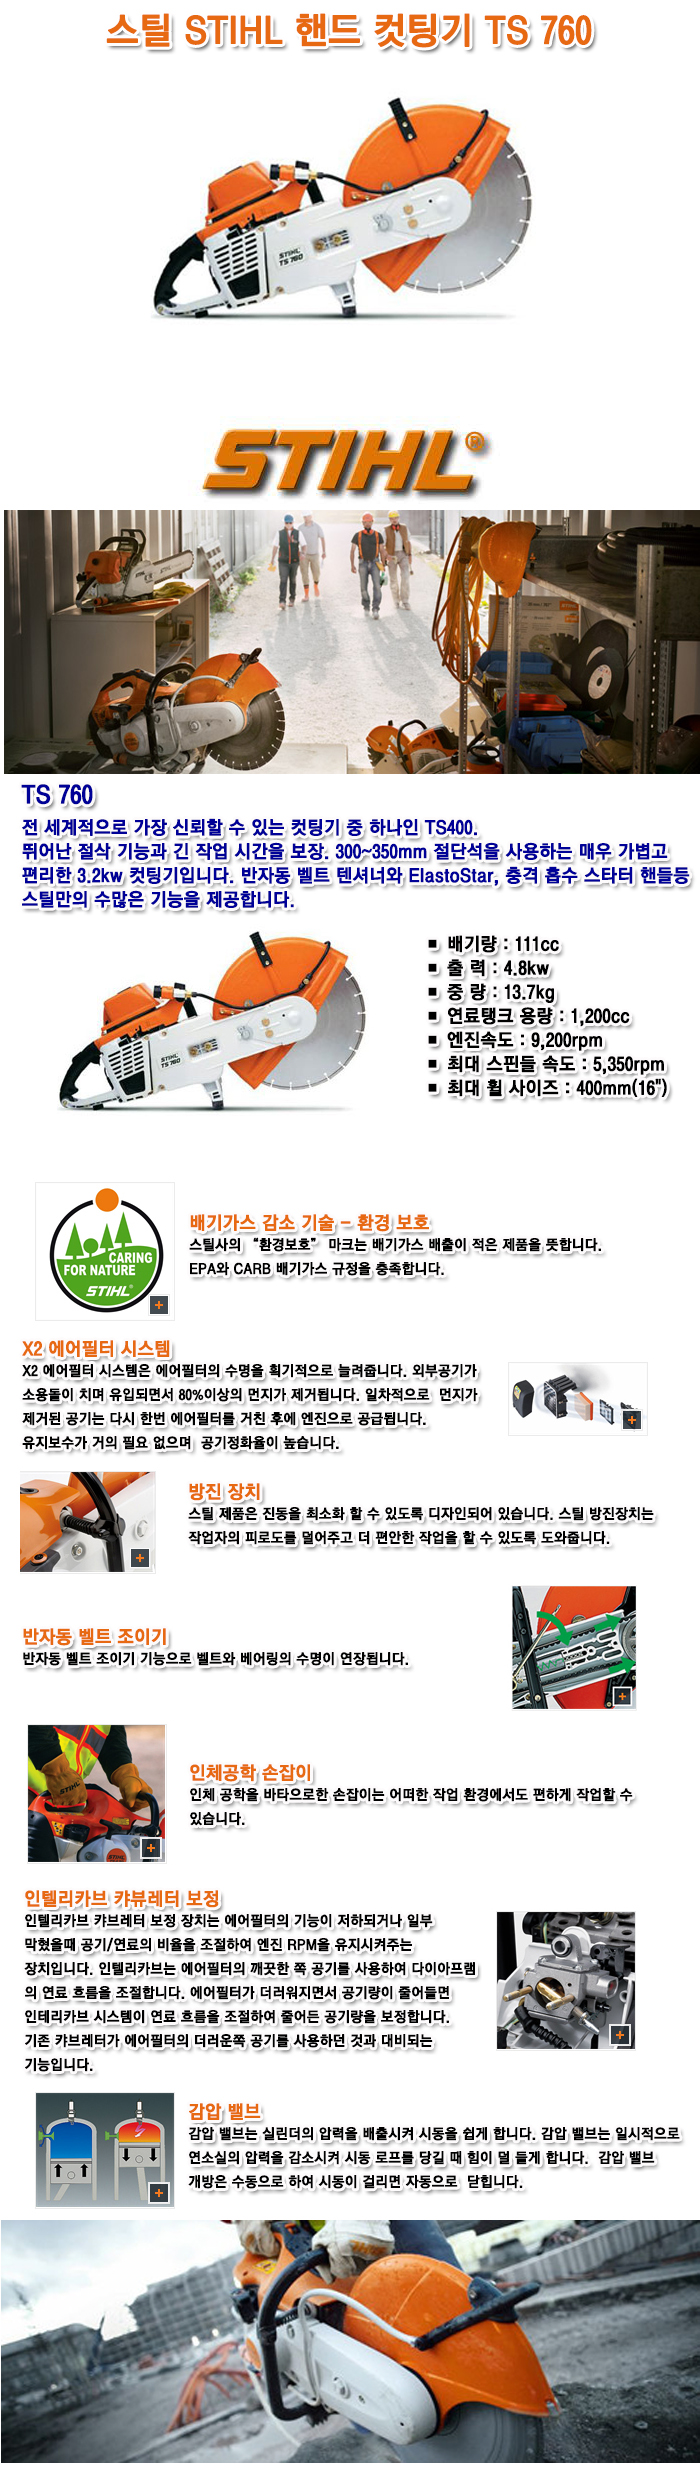 스틸 STIHL 핸드 컷팅기 TS 760
STIHL
TS 760
STIHL®
TS 760
전 세계적으로 가장 신뢰할 수 있는 컷팅기 중 하나인 TS400.
뛰어난 절삭 기능과 긴 작업 시간을 보장. 300~350mm 절단석을 사용하는 매우 가볍고
편리한 3.2kw 컷팅기입니다. 반자동 벨트 텐셔너와 ElastoStar, 충격 흡수 스타터 핸들등
스틸만의 수많은 기능을 제공합니다.
STIHL
TS 760
■ 배기량 : 111cc
■ 출 력 : 4.8kw
■ 중 량 : 13.7kg
■ 연료탱크 용량 : 1,200cc
■ 엔진속도 : 9,200rpm
■ 최대 스핀들 속도 : 5,350rpm
■ 최대 휠 사이즈 : 400mm(16")
CARING
FOR NATURE
STIHL®
배기가스 감소 기술 - 환경 보호
스틸사의 “환경보호” 마크는 배기가스 배출이 적은 제품을 뜻합니다.
EPA와 CARB 배기가스 규정을 충족합니다.
X2 에어필터 시스템
X2 에어필터 시스템은 에어필터의 수명을 획기적으로 늘려줍니다. 외부공기가
소용돌이 치며 유입되면서 80%이상의 먼지가 제거됩니다. 일차적으로 먼지가
제거된 공기는 다시 한번 에어필터를 거친 후에 엔진으로 공급됩니다.
유지보수가 거의 필요 없으며 공기정화율이 높습니다.
방진 장치
스틸 제품은 진동을 최소화 할 수 있도록 디자인되어 있습니다. 스틸 방진장치는
작업자의 피로도를 덜어주고 더 편안한 작업을 할 수 있도록 도와줍니다.
반자동 벨트 조이기
반자동 벨트 조이기 기능으로 벨트와 베어링의 수명이 연장됩니다.
STIHL
인체공학 손잡이
인체 공학을 바타으로한 손잡이는 어떠한 작업 환경에서도 편하게 작업할 수
있습니다.
인텔리카브 캬뷰레터 보정
인텔리카브 캬브레터 보정 장치는 에어필터의 기능이 저하되거나 일부
막혔을때 공기/연료의 비율을 조절하여 엔진 RPM을 유지시켜주는
장치입니다. 인텔리카브는 에어필터의 깨끗한 쪽 공기를 사용하여 다이아프램
의 연료 흐름을 조절합니다. 에어필터가 더러워지면서 공기량이 줄어들면
인테리카브 시스템이 연료 흐름을 조절하여 줄어든 공기량을 보정합니다.
기존 캬브레터가 에어필터의 더러운쪽 공기를 사용하던 것과 대비되는
기능입니다.
감압 밸브
감압 밸브는 실린더의 압력을 배출시켜 시동을 쉽게 합니다. 감압 밸브는 일시적으로
연소실의 압력을 감소시켜 시동 로프를 당길 때 힘이 덜 들게 합니다. 감압 밸브
개방은 수동으로 하여 시동이 걸리면 자동으로 닫힙니다.